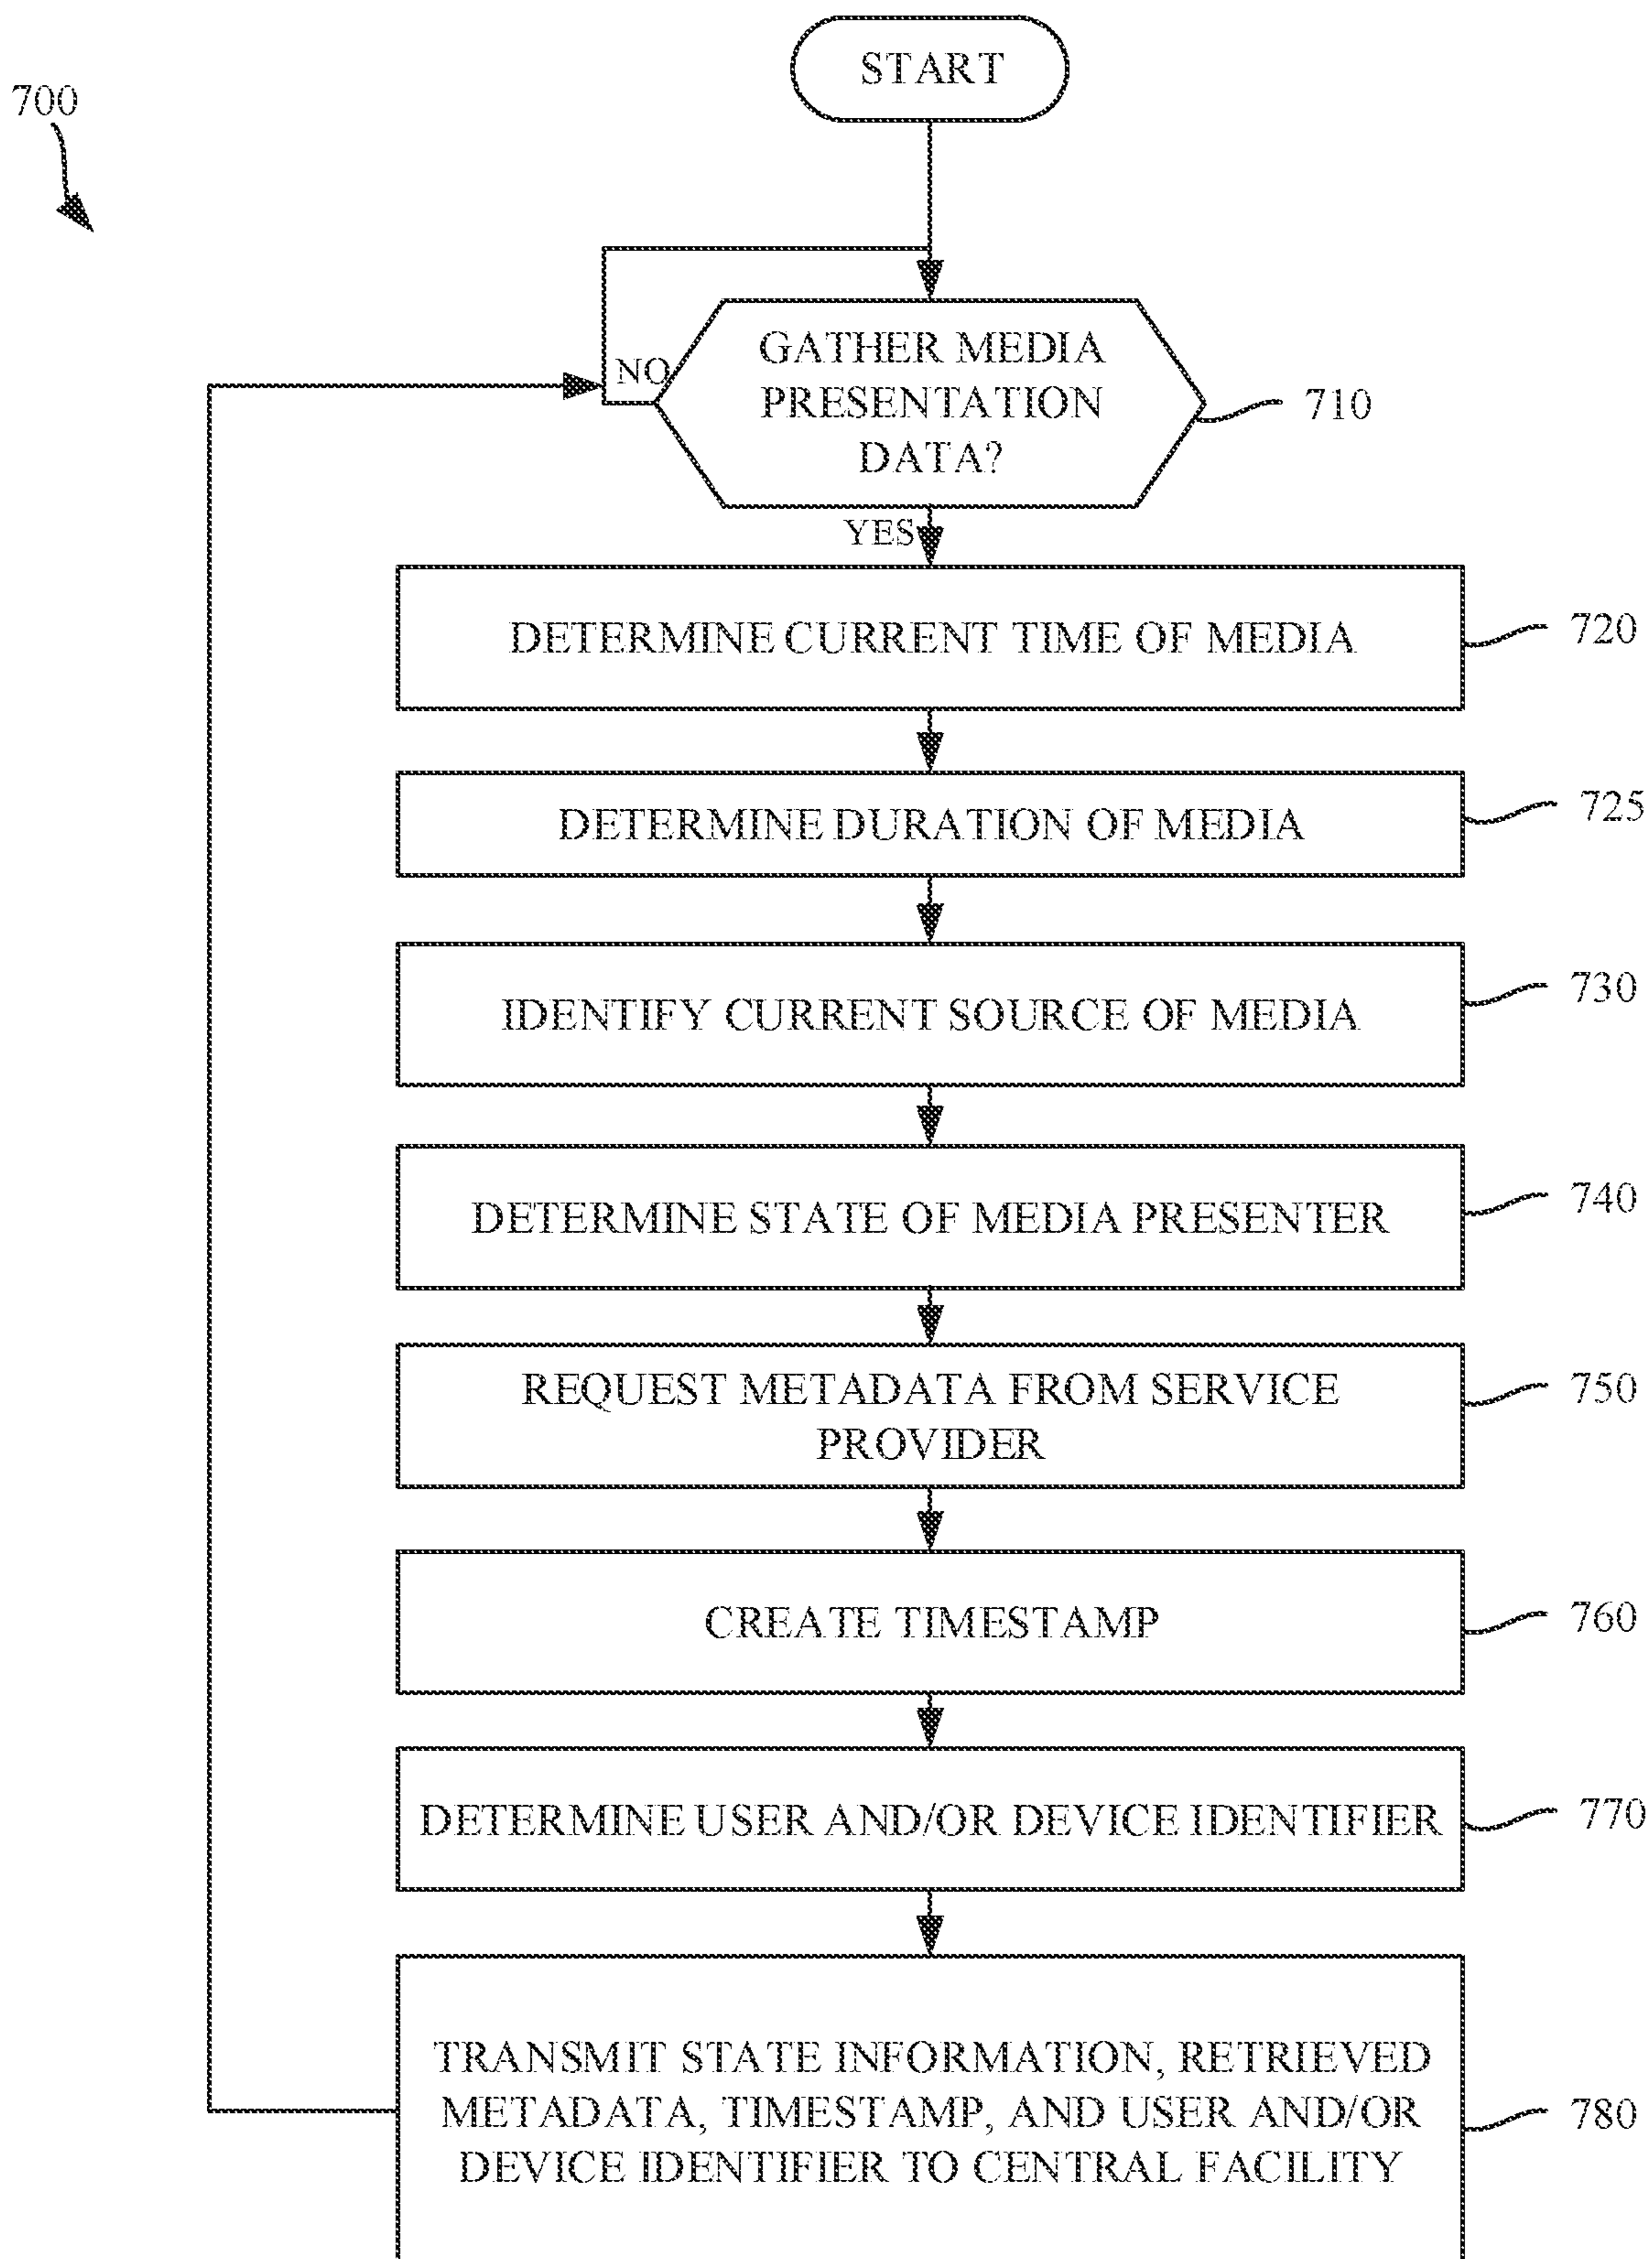 START
700
GATHER MEDIA
PRESENTATION
DATA?
NO
710
YES
DETERMINE CURRENT TIME OF MEDIA
720
DETERMINE DURATION OF MEDIA
725
IDENTIFY CURRENT SOURCE OF MEDIA
730
DETERMINE STATE OF MEDIA PRESENTER
740
REQUEST METADATA FROM SERVICE
PROVIDER
750
CREATE TIMESTAMP
760
DETERMINE USER AND/OR DEVICE IDENTIFIER
770
TRANSMIT STATE INFORMATION, RETRIEVED
METADATA, TIMESTAMP, AND USER AND/OR
DEVICE IDENTIFIER TO CENTRAL FACILITY
780